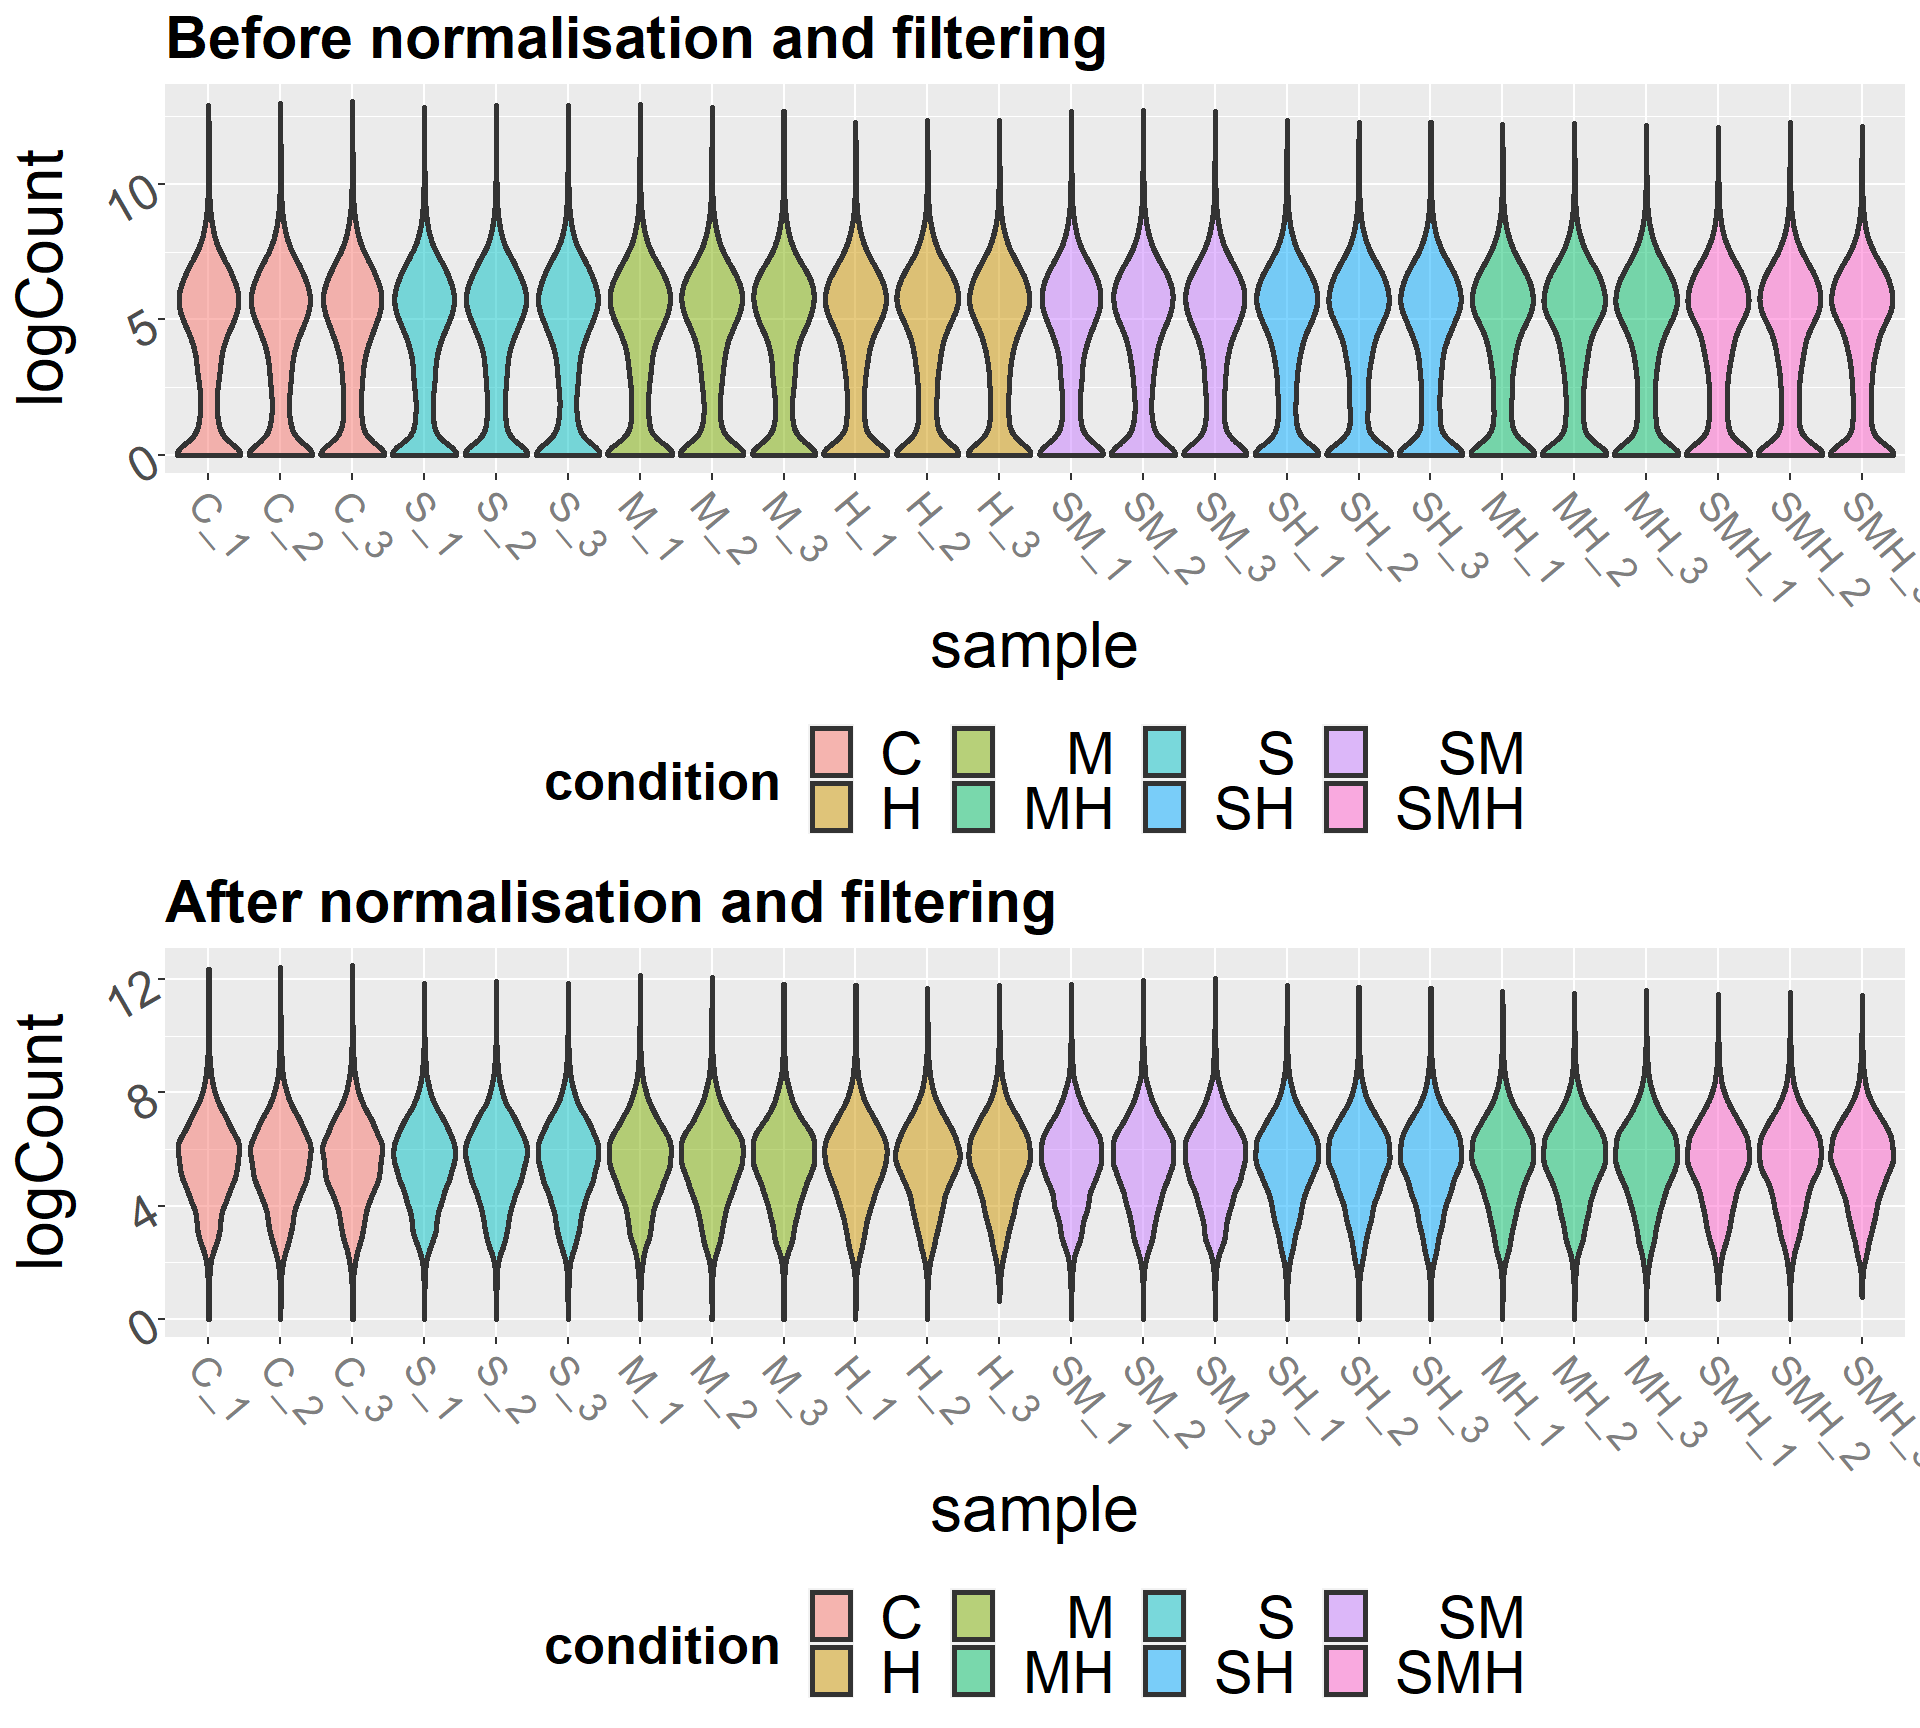 Before normalisation and filtering
logCount
10
5
0
C_1 C_2 C_3 S_1 S_2 S_3 M_1 M_2 M_3 H_1 H_2 H_3 SM_1 SM_2 SM_3 SH_1 SH_2 SH_3 MH_1 MH_2 MH_3 SMH_1 SMH_2 SMH_3
sample
condition
C M S SM
H MH SH SMH
After normalisation and filtering
logCount
12
8
4
0
C_1 C_2 C_3 S_1 S_2 S_3 M_1 M_2 M_3 H_1 H_2 H_3 SM_1 SM_2 SM_3 SH_1 SH_2 SH_3 MH_1 MH_2 MH_3 SMH_1 SMH_2 SMH_3
sample
condition
C M S SM
H MH SH SMH